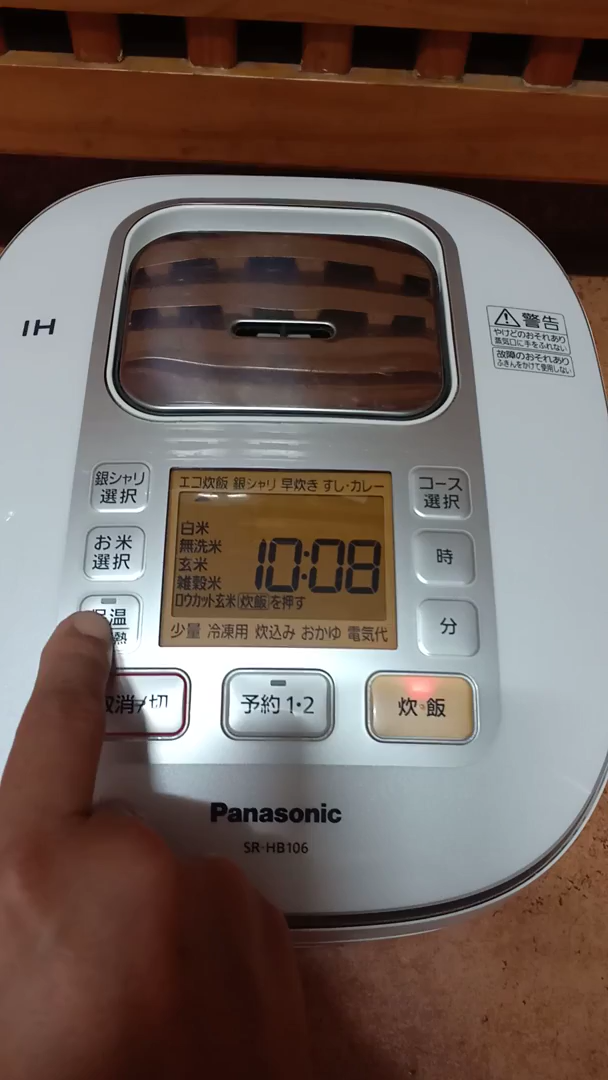 IH
警告
やけどのおそれあり
蒸気口に手をふれない
故障のおそれあり
ふきんをかけて使用しない
銀シャリ
選択
お米
選択
保温
熱
エコ炊飯 銀シャリ 早炊き すし・カレー
白米
無洗米
玄米
雑穀米
10:08
ロウカット玄米 炊飯 を押す
少量 冷凍用 炊込み おかゆ 電気代
コース
選択
時
分
取消/切
予約 1・2
炊飯
Panasonic
SR-HB106